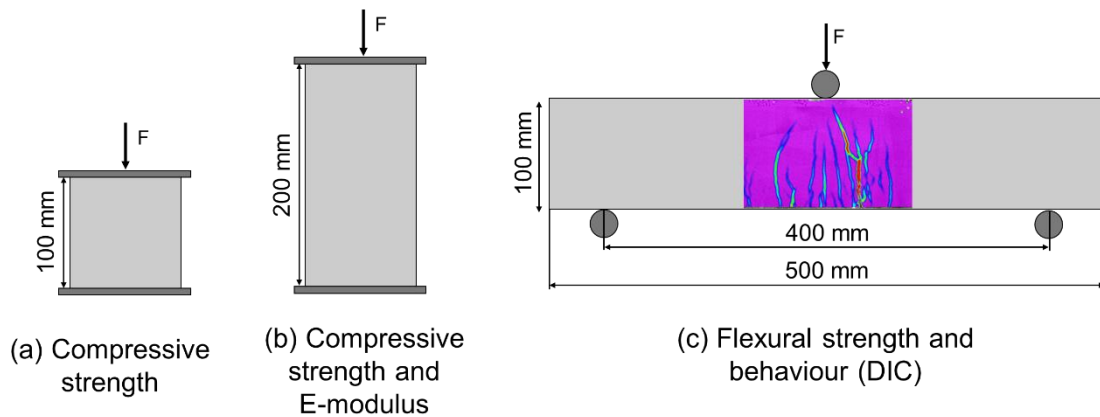 F
100 mm
(a) Compressive
strength
F
200 mm
(b) Compressive
strength and
E-modulus
F
100 mm
400 mm
500 mm
(c) Flexural strength and
behaviour (DIC)